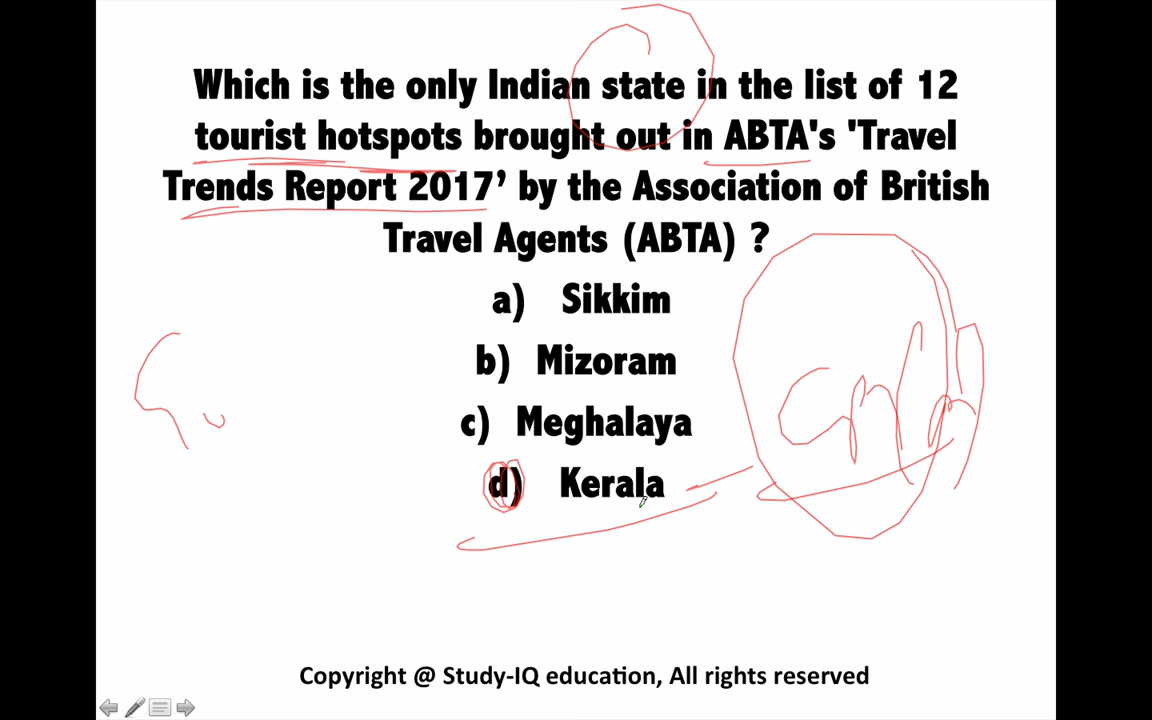 Which is the only Indian state in the list of 12
tourist hotspots brought out in ABTA's 'Travel
Trends Report 2017’ by the Association of British
Travel Agents (ABTA) ?
a) Sikkim
b) Mizoram
c) Meghalaya
d) Kerala
Copyright @ Study-IQ education, All rights reserved